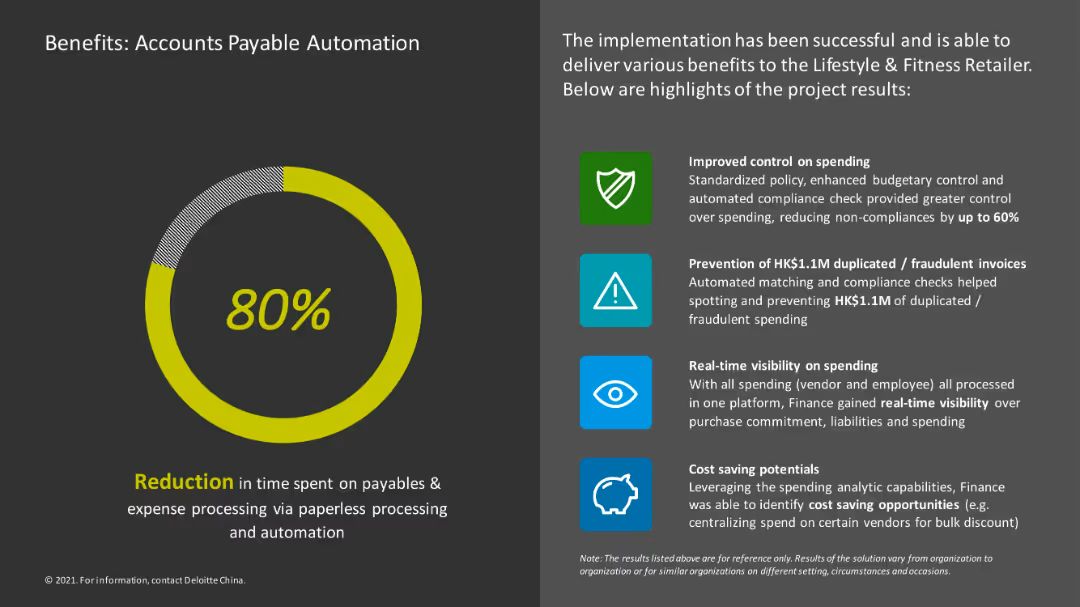 Benefits: Accounts Payable Automation
80%
Reduction in time spent on payables &
expense processing via paperless processing
and automation
© 2021. For information, contact Deloitte China.
The implementation has been successful and is able to
deliver various benefits to the Lifestyle & Fitness Retailer.
Below are highlights of the project results:
Improved control on spending
Standardized policy, enhanced budgetary control and
automated compliance check provided greater control
over spending, reducing non-compliances by up to 60%
Prevention of HK$1.1M duplicated / fraudulent invoices
Automated matching and compliance checks helped
spotting and preventing HK$1.1M of duplicated /
fraudulent spending
Real-time visibility on spending
With all spending (vendor and employee) all processed
in one platform, Finance gained real-time visibility over
purchase commitment, liabilities and spending
Cost saving potentials
Leveraging the spending analytic capabilities, Finance
was able to identify cost saving opportunities (e.g.
centralizing spend on certain vendors for bulk discount)
Note: The results listed above are for reference only. Results of the solution vary from organization to
organization or for similar organizations on different setting, circumstances and occasions.